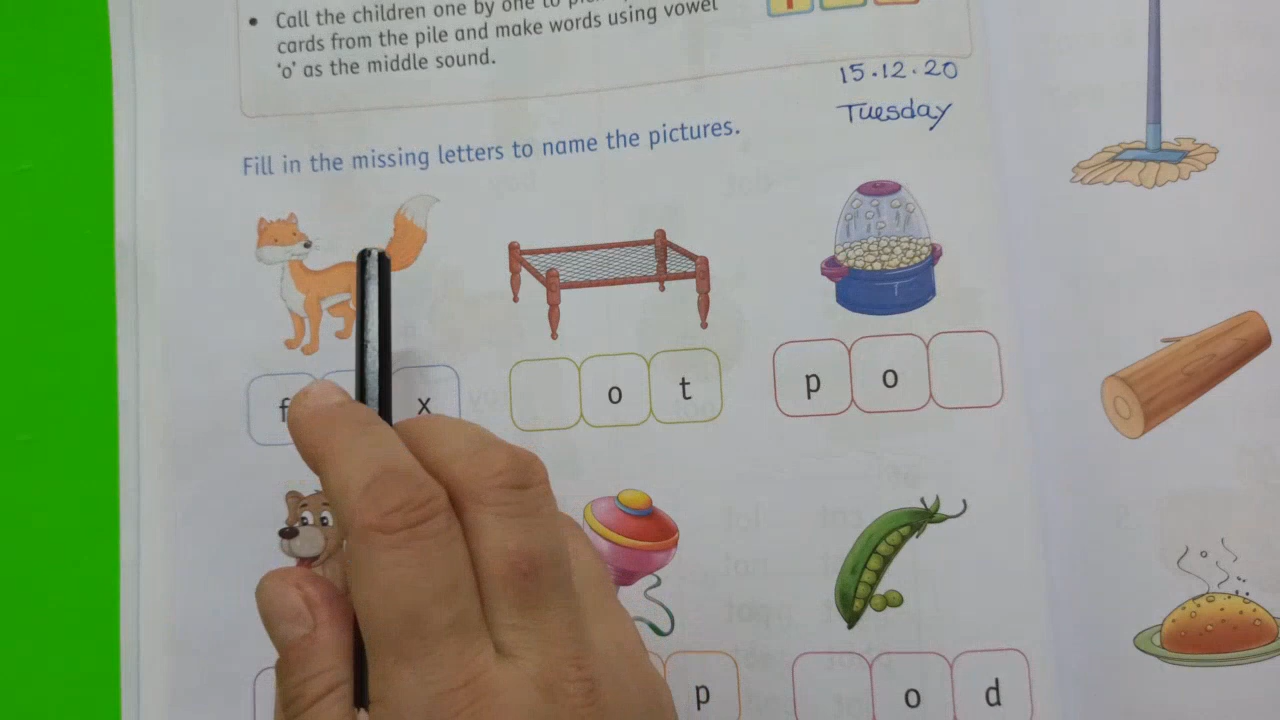 • Call the children one by one to
cards from the pile and make words using vowel
'o' as the middle sound.
15.12.20
Tuesday
Fill in the missing letters to name the pictures.
f x
o t
p o
p
o d